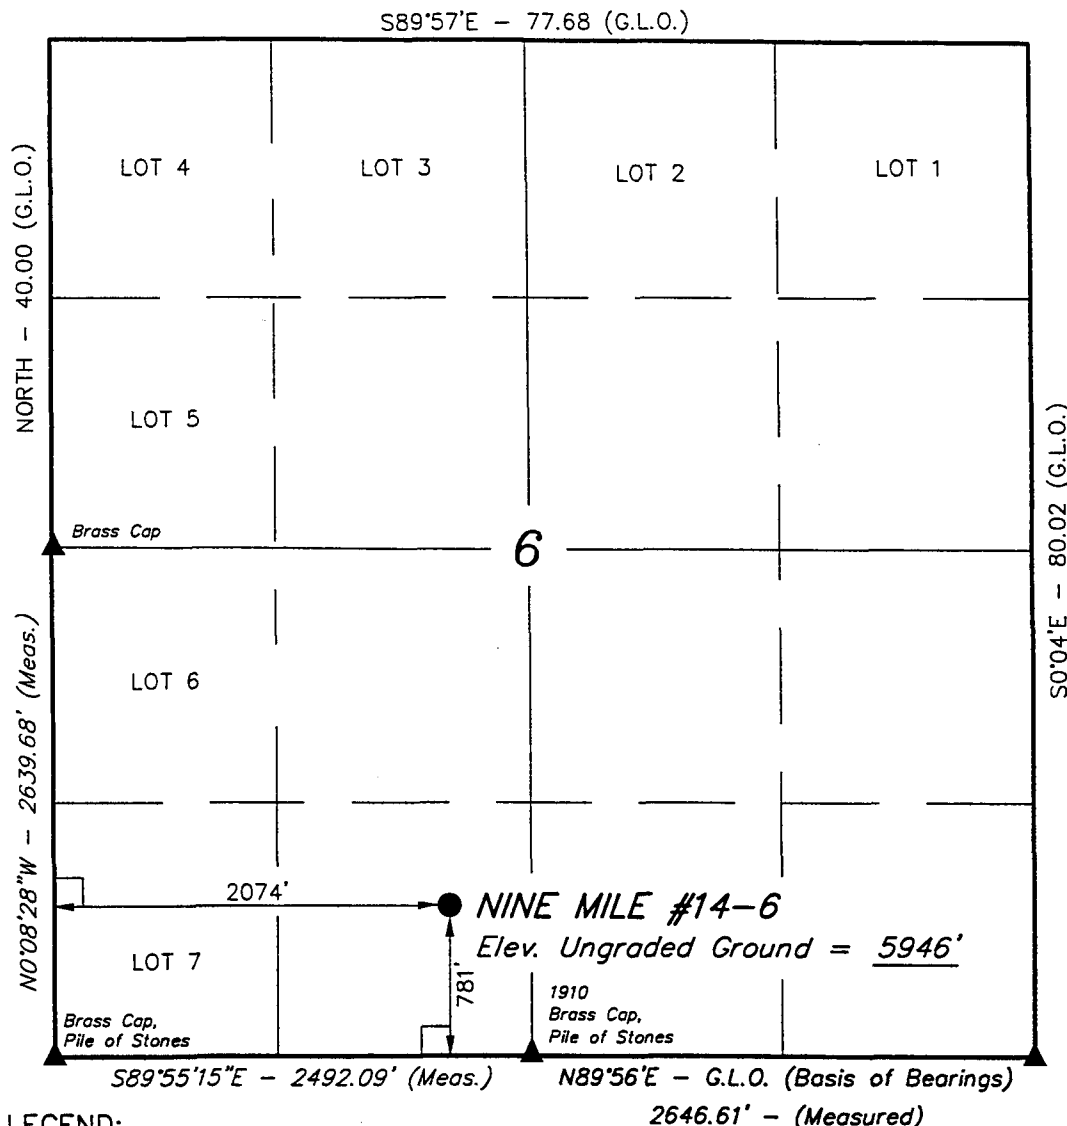 S89°57'E - 77.68 (G.L.O.)
LOT 4
LOT 3
LOT 2
LOT 1
NORTH - 40.00 (G.L.O.)
LOT 5
Brass Cap
6
S0°04'E - 80.02 (G.L.O.)
N0°08'28"W - 2639.68' (Meas.)
LOT 6
2074'
NINE MILE #14-6
Elev. Ungraded Ground = 5946'
LOT 7
781'
1910
Brass Cap,
Pile of Stones
Brass Cap,
Pile of Stones
S89°55'15"E - 2492.09' (Meas.)
N89°56'E - G.L.O. (Basis of Bearings)
2646.61' - (Measured)
LEGEND: